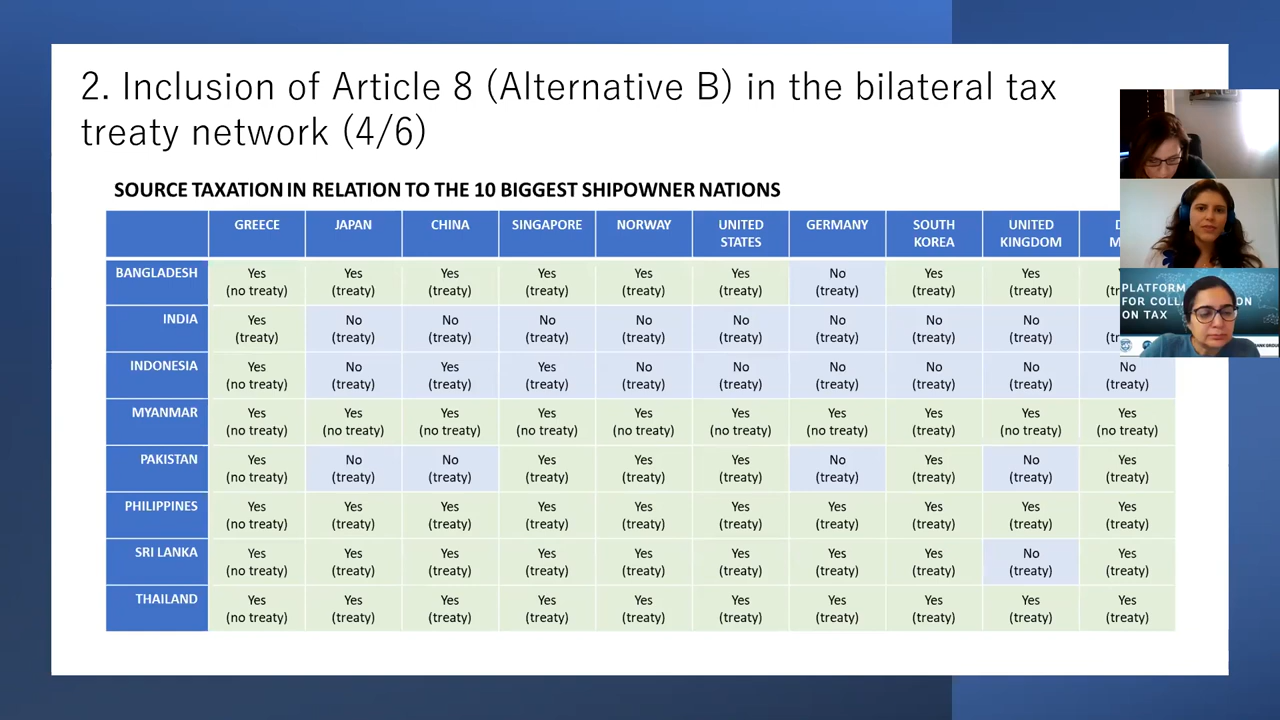 2. Inclusion of Article 8 (Alternative B) in the bilateral tax
treaty network (4/6)
SOURCE TAXATION IN RELATION TO THE 10 BIGGEST SHIPOWNER NATIONS
GREECE JAPAN CHINA SINGAPORE NORWAY UNITED STATES GERMANY SOUTH KOREA UNITED KINGDOM
BANGLADESH
Yes Yes Yes Yes Yes Yes No Yes Yes
(no treaty) (treaty) (treaty) (treaty) (treaty) (treaty) (treaty) (treaty) (treaty)
INDIA
Yes No No No No No No No No
(treaty) (treaty) (treaty) (treaty) (treaty) (treaty) (treaty) (treaty) (treaty)
INDONESIA
Yes No Yes Yes No No No No No No
(no treaty) (treaty) (treaty) (treaty) (treaty) (treaty) (treaty) (treaty) (treaty) (treaty)
MYANMAR
Yes Yes Yes Yes Yes Yes Yes Yes Yes Yes
(no treaty) (no treaty) (no treaty) (treaty) (no treaty) (no treaty) (no treaty) (treaty) (no treaty) (no treaty)
PAKISTAN
Yes No No Yes Yes Yes No Yes No Yes
(no treaty) (treaty) (treaty) (treaty) (treaty) (treaty) (treaty) (treaty) (treaty) (treaty)
PHILIPPINES
Yes Yes Yes Yes Yes Yes Yes Yes Yes Yes
(no treaty) (treaty) (treaty) (treaty) (treaty) (treaty) (treaty) (treaty) (treaty) (treaty)
SRI LANKA
Yes Yes Yes Yes Yes Yes Yes Yes No Yes
(no treaty) (treaty) (treaty) (treaty) (treaty) (treaty) (treaty) (treaty) (treaty) (treaty)
THAILAND
Yes Yes Yes Yes Yes Yes Yes Yes Yes Yes
(no treaty) (treaty) (treaty) (treaty) (treaty) (treaty) (treaty) (treaty) (treaty) (treaty)
PLATFORM
FOR
ON TAX